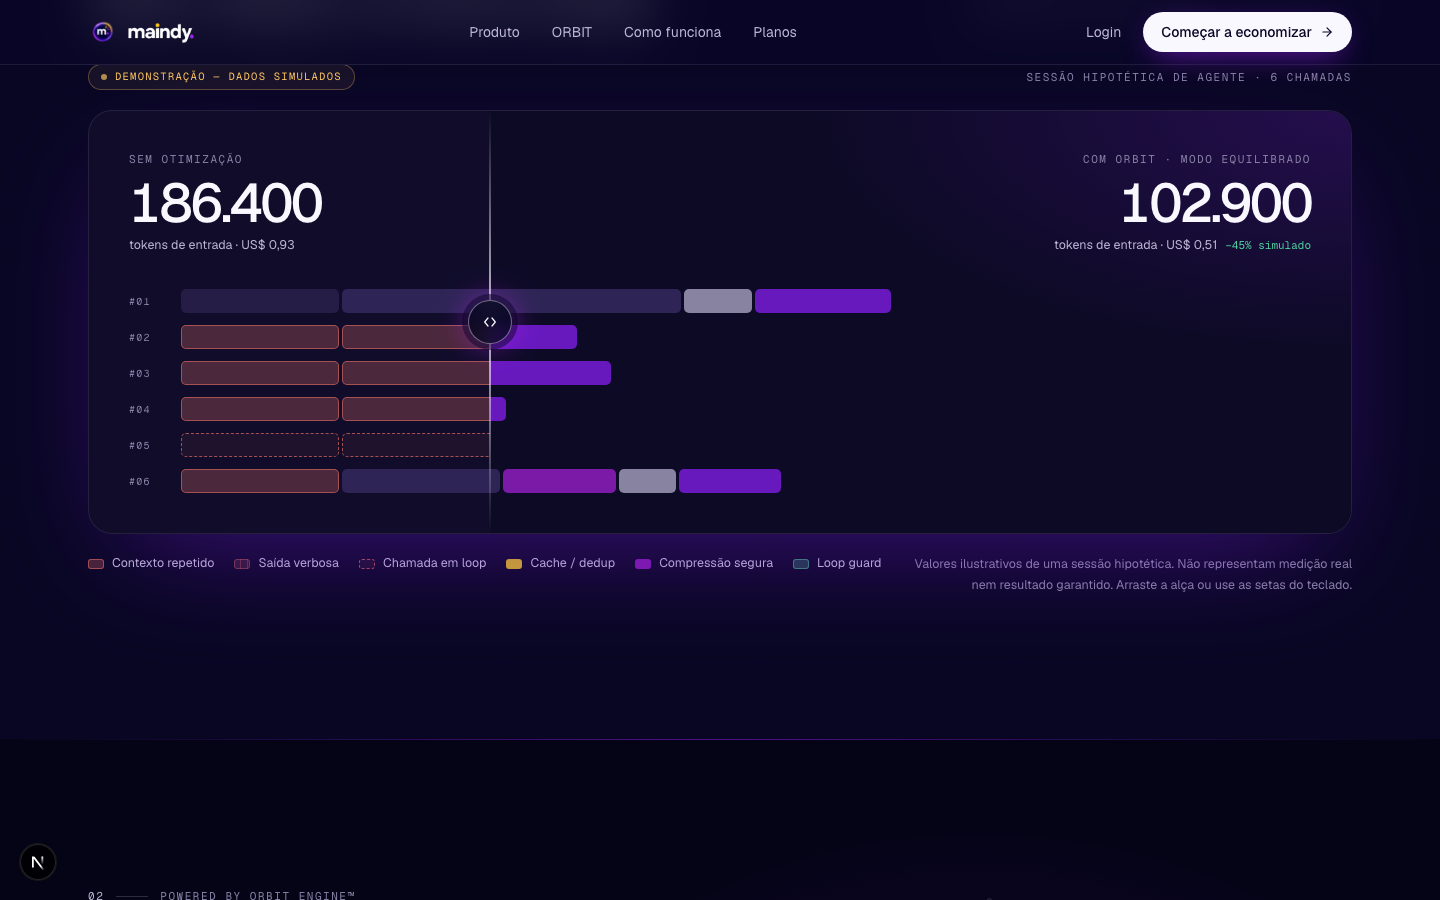 maindy.
Produto
ORBIT
Como funciona
Planos
Login
Começar a economizar
DEMONSTRAÇÃO — DADOS SIMULADOS
SESSÃO HIPOTÉTICA DE AGENTE · 6 CHAMADAS
SEM OTIMIZAÇÃO
186.400
tokens de entrada · US$ 0,93
COM ORBIT · MODO EQUILIBRADO
102.900
tokens de entrada · US$ 0,51 −45% simulado
#01
#02
#03
#04
#05
#06
Contexto repetido
Saída verbosa
Chamada em loop
Cache / dedup
Compressão segura
Loop guard
Valores ilustrativos de uma sessão hipotética. Não representam medição real
nem resultado garantido. Arraste a alça ou use as setas do teclado.
02 POWERED BY ORBIT ENGINE™